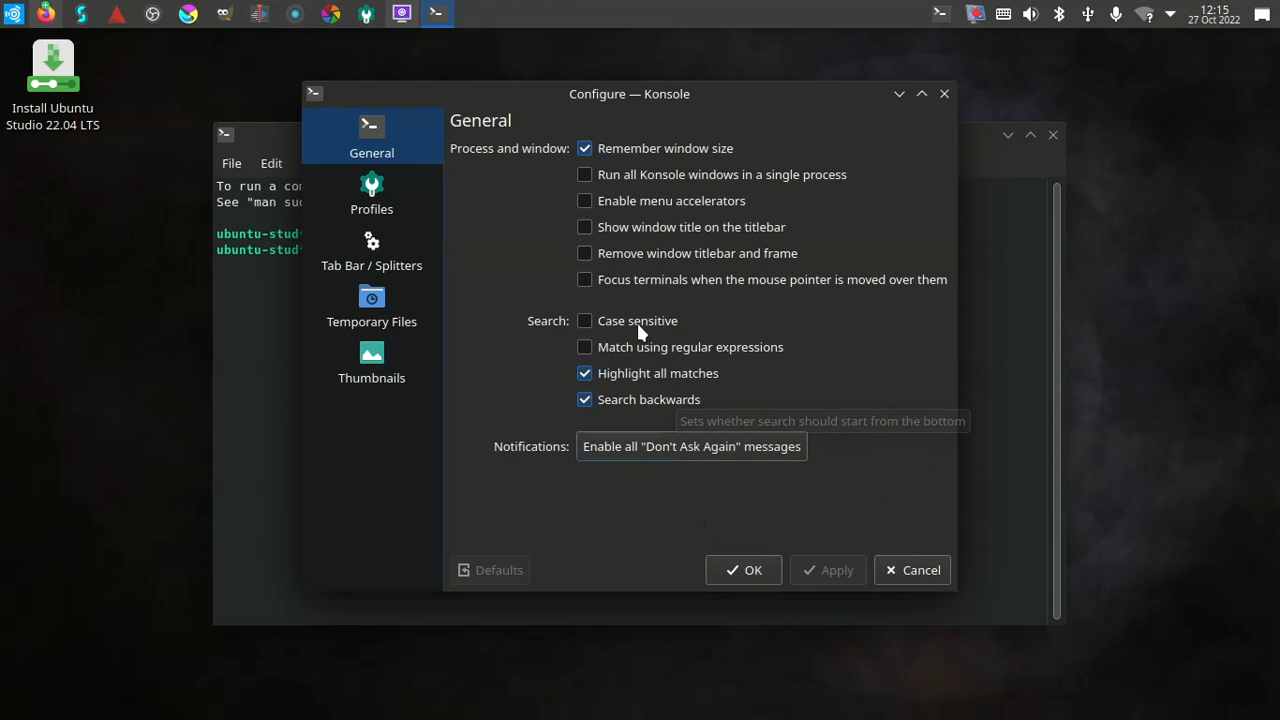 12:15
27 Oct 2022
Install Ubuntu
Studio 22.04 LTS
Configure — Konsole
File Edit
To run a com
See "man sud
ubuntu-stud
ubuntu-stud
General
Profiles
Tab Bar / Splitters
Temporary Files
Thumbnails
General
Process and window: Remember window size
Run all Konsole windows in a single process
Enable menu accelerators
Show window title on the titlebar
Remove window titlebar and frame
Focus terminals when the mouse pointer is moved over them
Search: Case sensitive
Match using regular expressions
Highlight all matches
Search backwards
Sets whether search should start from the bottom
Notifications: Enable all "Don't Ask Again" messages
Defaults OK Apply Cancel